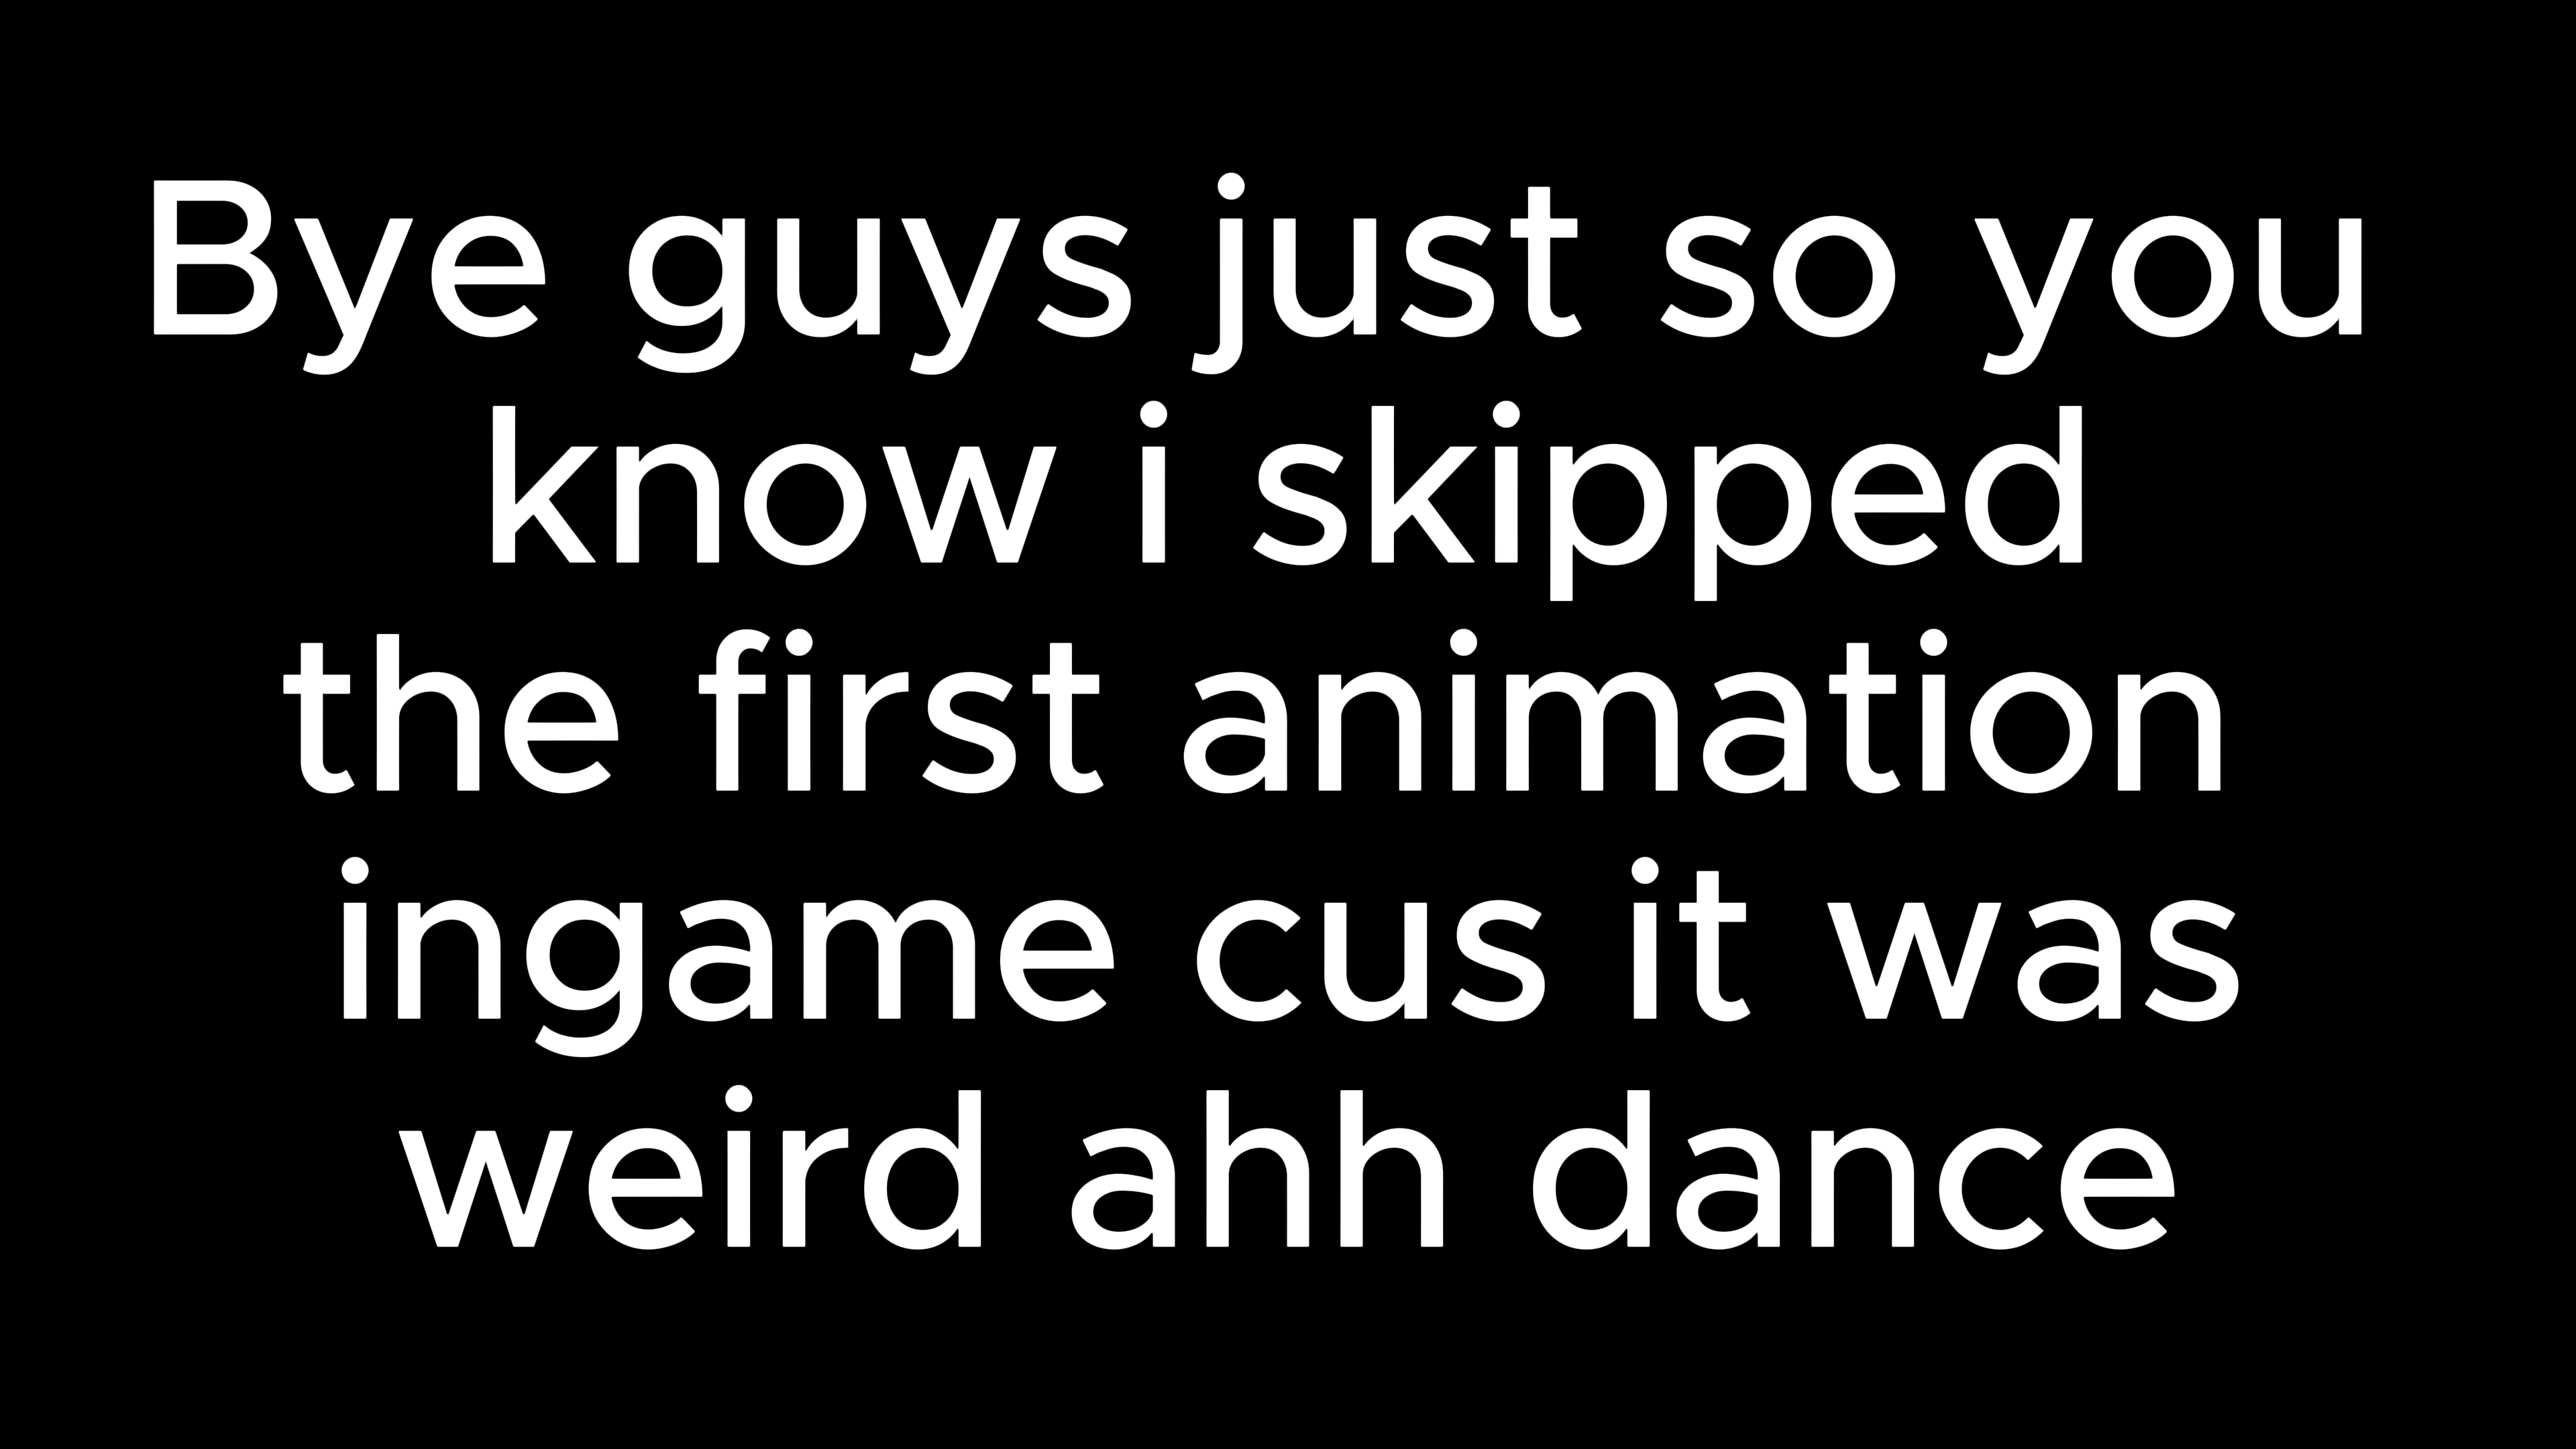 Bye guys just so you
know i skipped
the first animation
ingame cus it was
weird ahh dance